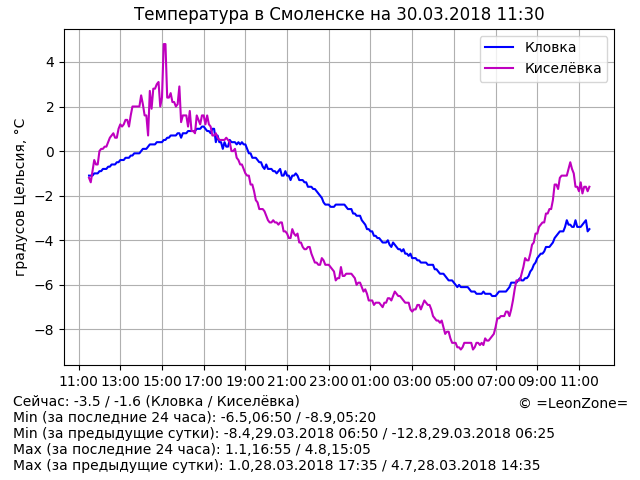 Температура в Смоленске на 30.03.2018 11:30
Кловка
Киселёвка
градусов Цельсия, °C
4
2
0
−2
−4
−6
−8
11:00 13:00 15:00 17:00 19:00 21:00 23:00 01:00 03:00 05:00 07:00 09:00 11:00
Сейчас: -3.5 / -1.6 (Кловка / Киселёвка)
© =LeonZone=
Min (за последние 24 часа): -6.5,06:50 / -8.9,05:20
Min (за предыдущие сутки): -8.4,29.03.2018 06:50 / -12.8,29.03.2018 06:25
Max (за последние 24 часа): 1.1,16:55 / 4.8,15:05
Max (за предыдущие сутки): 1.0,28.03.2018 17:35 / 4.7,28.03.2018 14:35